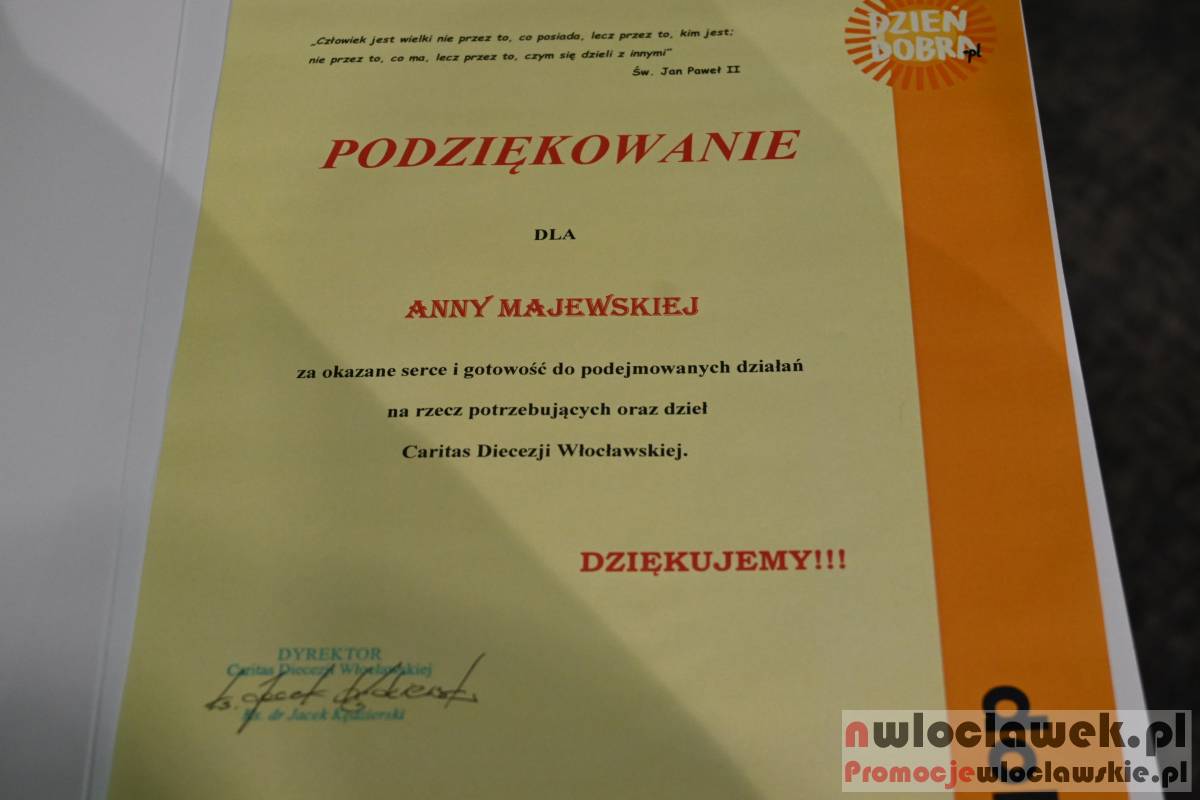 „Człowiek jest wielki nie przez to, co posiada, lecz przez to, kim jest;
nie przez to, co ma, lecz przez to, czym się dzieli z innymi”
Św. Jan Paweł II
DZIEŃ
DOBRA.pl
PODZIĘKOWANIE
DLA
ANNY MAJEWSKIEJ
za okazane serce i gotowość do podejmowanych działań
na rzecz potrzebujących oraz dzieł
Caritas Diecezji Włocławskiej.
DZIĘKUJEMY!!!
DYREKTOR
Caritas Diecezji Włocławskiej
ks. Jacek Kędzierski
ks. dr Jacek Kędzierski
nwloclawek.pl
Promocjewloclawskie.pl